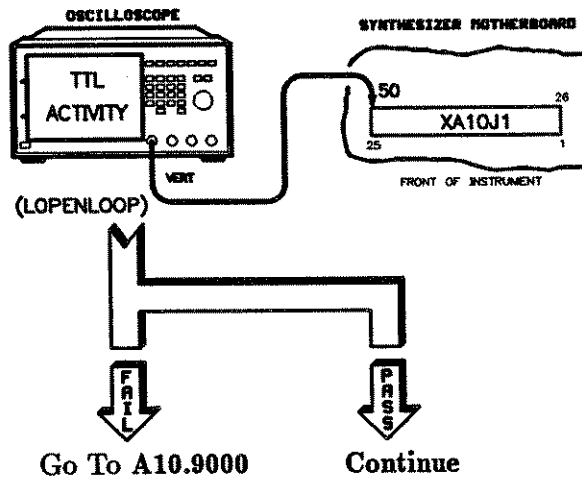 OSCILLOSCOPE
SYNTHESIZER MOTHERBOARD
TTL
ACTIVITY
50
26
XA10J1
25
1
VERT
FRONT OF INSTRUMENT
(LOPENLOOP)
FAIL
PASS
Go To A10.9000
Continue